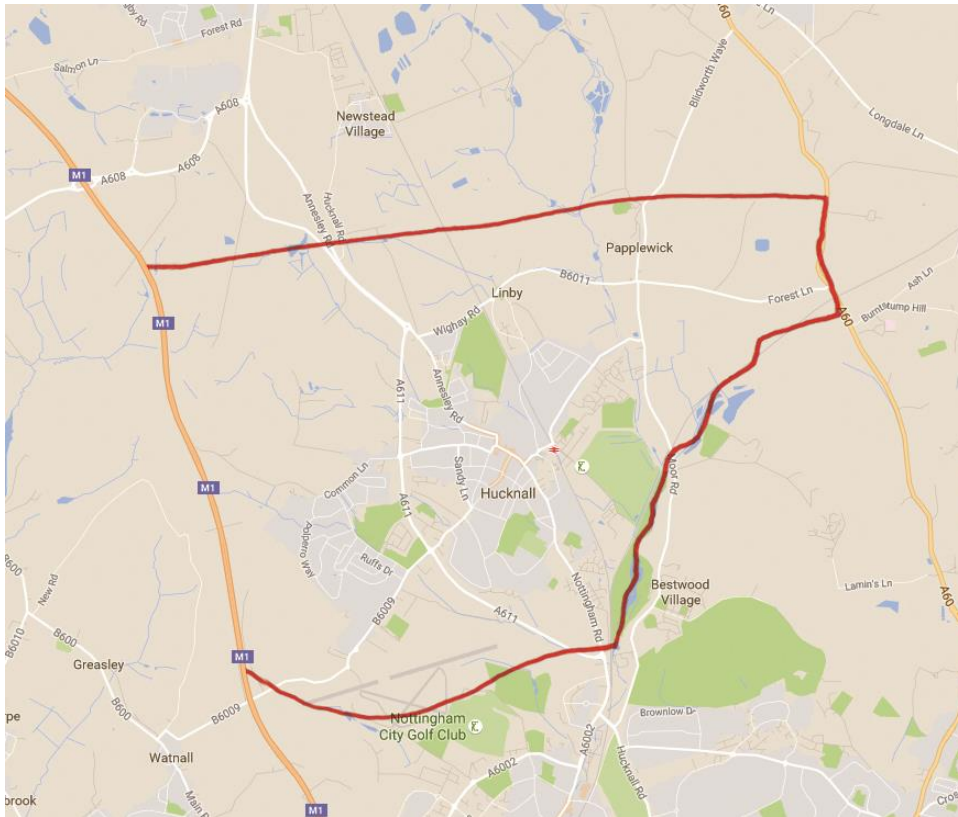 Forest Rd
Salmon Ln
A608
A608
A608
M1
Newstead
Village
Hucknall Rd
Annesley Rd
A60
Ln
Blidworth Waye
Longdale Ln
Papplewick
B6011
Linby
Forest Ln
Ash Ln
Burntstump Hill
A60
M1
Wighay Rd
A611
Annesley Rd
Moor Rd
Sandy Ln
Common Ln
Hucknall
M1
A611
Ruffs Dr
B6009
Nottingham Rd
A611
Bestwood
Village
Lamin's Ln
A60
B600
New Rd
B6010
B600
Greasley
M1
B6009
B600
Watnall
Main
Nottingham
City Golf Club
A6002
A6002
Hucknall Rd
Brownlow Dr
M1
brook